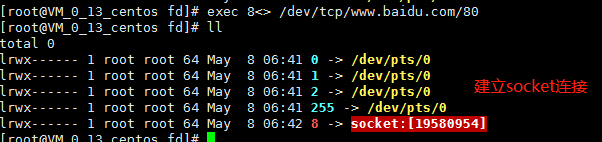 [root@VM_0_13_centos fd]# exec 8<> /dev/tcp/www.baidu.com/80
[root@VM_0_13_centos fd]# ll
total 0
lrwx------ 1 root root 64 May  8 06:41 0 -> /dev/pts/0
lrwx------ 1 root root 64 May  8 06:41 1 -> /dev/pts/0
lrwx------ 1 root root 64 May  8 06:41 2 -> /dev/pts/0
lrwx------ 1 root root 64 May  8 06:41 255 -> /dev/pts/0
建立socket连接
lrwx------ 1 root root 64 May  8 06:42 8 -> socket:[19580954]
[root@VM_0_13_centos fd]#